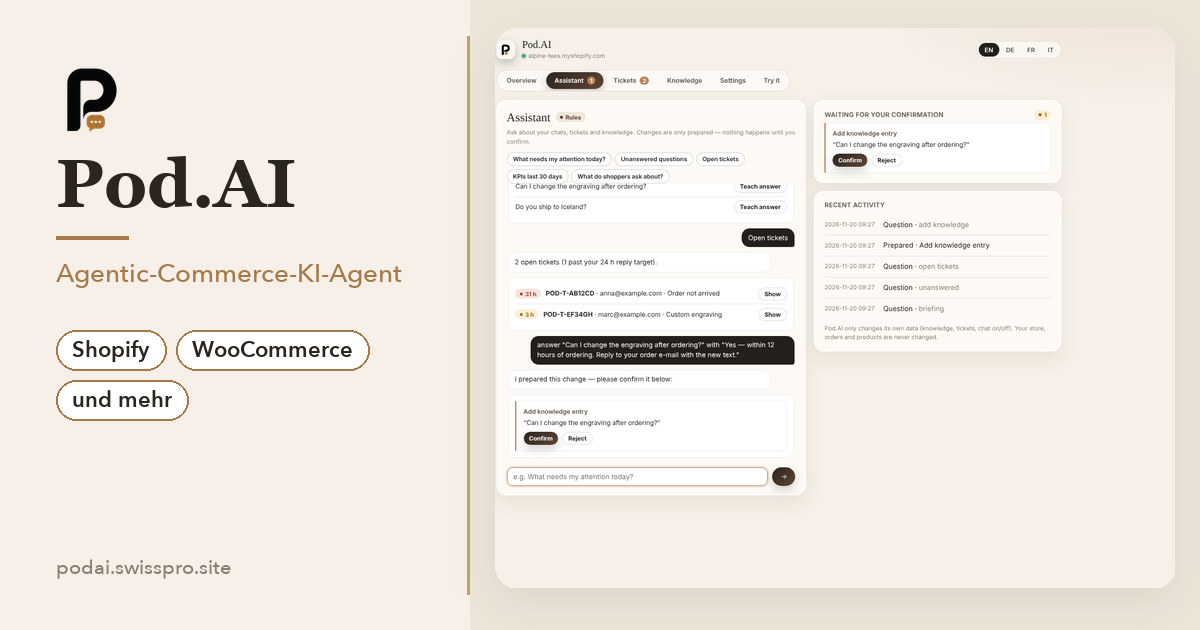 Pod.AI
Agentic-Commerce-KI-Agent
Shopify
WooCommerce
und mehr
podai.swisspro.site
Pod.AI
alpine-tees.myshopify.com
EN DE FR IT
Overview Assistant 1 Tickets 2 Knowledge Settings Try it
Assistant Rules
Ask about your chats, tickets and knowledge. Changes are only prepared — nothing happens until you
confirm.
What needs my attention today? Unanswered questions Open tickets
KPIs last 30 days What do shoppers ask about?
Can I change the engraving after ordering? Teach answer
Do you ship to Iceland? Teach answer
Open tickets
2 open tickets (1 past your 24 h reply target).
31 h POD-T-AB12CD · anna@example.com · Order not arrived Show
3 h POD-T-EF34GH · marc@example.com · Custom engraving Show
answer "Can I change the engraving after ordering?" with "Yes — within 12
hours of ordering. Reply to your order e-mail with the new text."
I prepared this change — please confirm it below:
Add knowledge entry
"Can I change the engraving after ordering?"
Confirm Reject
e.g. What needs my attention today?
WAITING FOR YOUR CONFIRMATION 1
Add knowledge entry
"Can I change the engraving after ordering?"
Confirm Reject
RECENT ACTIVITY
2026-11-20 09:27 Question · add knowledge
2026-11-20 09:27 Prepared · Add knowledge entry
2026-11-20 09:27 Question · open tickets
2026-11-20 09:27 Question · unanswered
2026-11-20 09:27 Question · briefing
Pod.AI only changes its own data (knowledge, tickets, chat on/off). Your store,
orders and products are never changed.